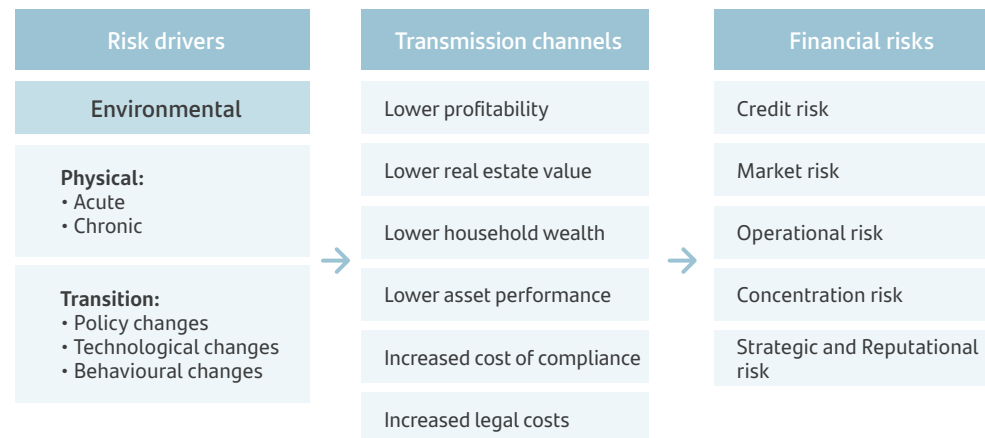 Risk drivers
Environmental
Physical:
• Acute
• Chronic
Transition:
• Policy changes
• Technological changes
• Behavioural changes
Transmission channels
Lower profitability
Lower real estate value
Lower household wealth
Lower asset performance
Increased cost of compliance
Increased legal costs
Financial risks
Credit risk
Market risk
Operational risk
Concentration risk
Strategic and Reputational
risk